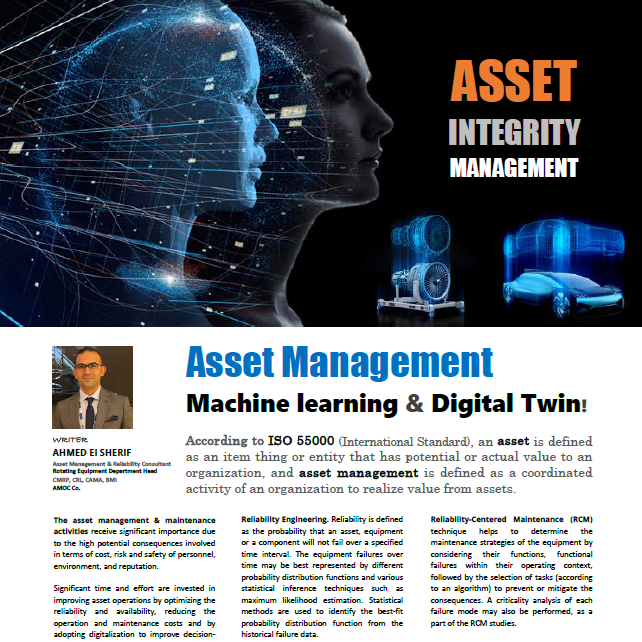 ASSET
INTEGRITY
MANAGEMENT
Asset Management
Machine learning & Digital Twin!
WRITER
AHMED El SHERIF
Asset Management & Reliability Consultant
Rotating Equipment Department Head
CMRP, CRL, CAMA, BMI
AMOC Co.
According to ISO 55000 (International Standard), an asset is defined
as an item thing or entity that has potential or actual value to an
organization, and asset management is defined as a coordinated
activity of an organization to realize value from assets.
The asset management & maintenance
activities receive significant importance due
to the high potential consequences involved
in terms of cost, risk and safety of personnel,
environment, and reputation.
Significant time and effort are invested in
improving asset operations by optimizing the
reliability and availability, reducing the
operation and maintenance costs and by
adopting digitalization to improve decision-
Reliability Engineering. Reliability is defined
as the probability that an asset, equipment
or a component will not fail over a specified
time interval. The equipment failures over
time may be best represented by different
probability distribution functions and various
statistical inference techniques such as
maximum likelihood estimation. Statistical
methods are used to identify the best-fit
probability distribution function from the
historical failure data.
Reliability-Centered Maintenance (RCM)
technique helps to determine the
maintenance strategies of the equipment by
considering their functions, functional
failures within their operating context,
followed by the selection of tasks (according
to an algorithm) to prevent or mitigate the
consequences. A criticality analysis of each
failure mode may also be performed, as a
part of the RCM studies.